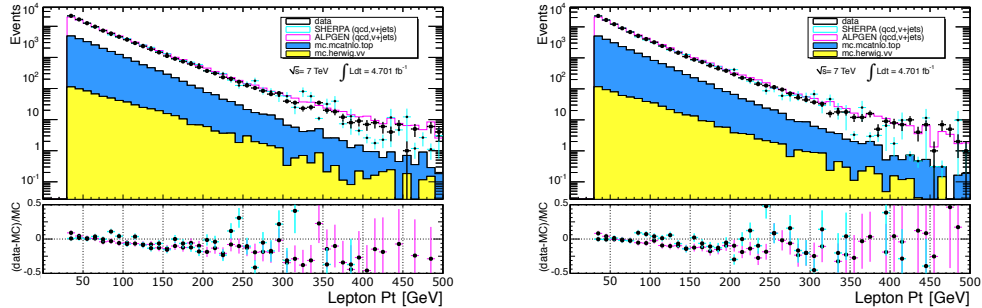 Events
10^4
10^3
10^2
10
1
10^-1
data
SHERPA (qcd,v+jets)
ALPGEN (qcd,v+jets)
mc.mcatnlo.top
mc.herwig.vv
√s= 7 TeV ∫ Ldt = 4.701 fb^-1
(data-MC)/MC
0.5
0
-0.5
50 100 150 200 250 300 350 400 450 500
Lepton Pt [GeV]
Events
10^4
10^3
10^2
10
1
10^-1
data
SHERPA (qcd,v+jets)
ALPGEN (qcd,v+jets)
mc.mcatnlo.top
mc.herwig.vv
√s= 7 TeV ∫ Ldt = 4.701 fb^-1
(data-MC)/MC
0.5
0
-0.5
50 100 150 200 250 300 350 400 450 500
Lepton Pt [GeV]